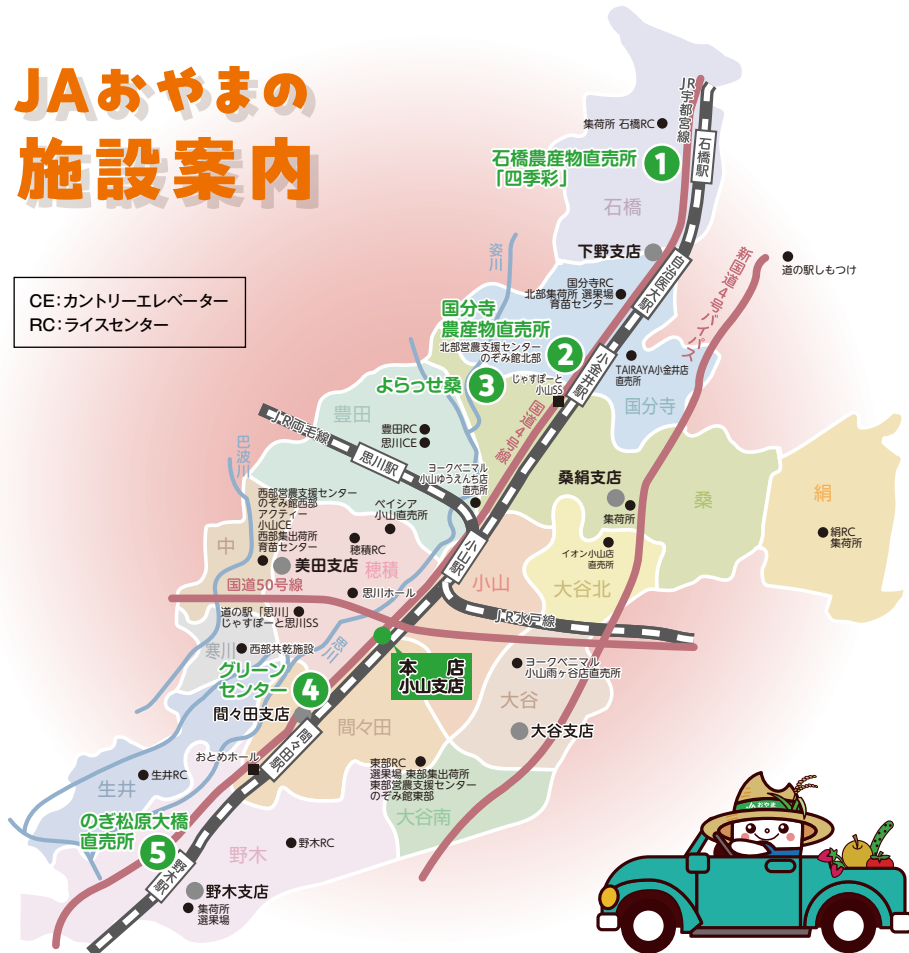 JAおやまの
施設案内
CE:カントリーエレベーター
RC:ライスセンター
JR宇都宮線
石橋駅
集荷所 石橋RC
石橋農産物直売所
「四季彩」
1
石橋
下野支店
自治医大駅
新国道4号バイパス
道の駅しもつけ
姿川
国分寺RC
北部集荷所 選果場
育苗センター
国分寺
農産物直売所
北部営農支援センター
のぞみ館北部
2
小金井駅
TAIRAYA小金井店
直売所
国分寺
よらっせ桑
3
じゃすぽーと
小山SS
国道4号線
豊田
JR両毛線
思川駅
豊田RC
思川CE
巴波川
ヨークベニマル
小山ゆうえんち店
直売所
桑絹支店
集荷所
桑
絹
絹RC
集荷所
西部営農支援センター
のぞみ館西部
アクティー
小山CE
西部集出荷所
育苗センター
ベイシア
小山直売所
穂積RC
中
美田支店
穂積
小山駅
小山
イオン小山店
直売所
大谷北
国道50号線
思川ホール
JR水戸線
道の駅「思川」
じゃすぽーと思川SS
寒川
西部共乾施設
思川
本 店
小山支店
ヨークベニマル
小山雨ヶ谷店直売所
グリーン
センター
4
間々田支店
間々田
大谷
大谷支店
間々田駅
おとめホール
東部RC
選果場 東部集出荷所
東部営農支援センター
のぞみ館東部
大谷南
生井
生井RC
のぎ松原大橋
直売所
5
野木駅
野木
野木RC
野木支店
集荷所
選果場
JAおやま